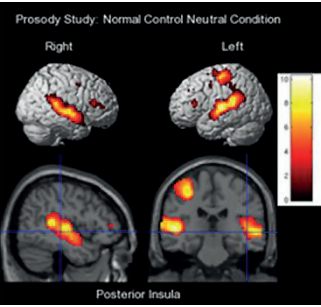 Prosody Study: Normal Control Neutral Condition
Right
Left
10
8
6
4
2
0
Posterior Insula